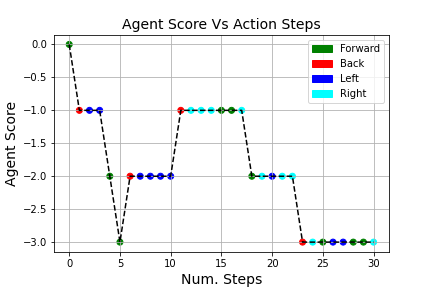 Agent Score Vs Action Steps
0.0
−0.5
−1.0
−1.5
−2.0
−2.5
−3.0
Agent Score
Forward
Back
Left
Right
0 5 10 15 20 25 30
Num. Steps